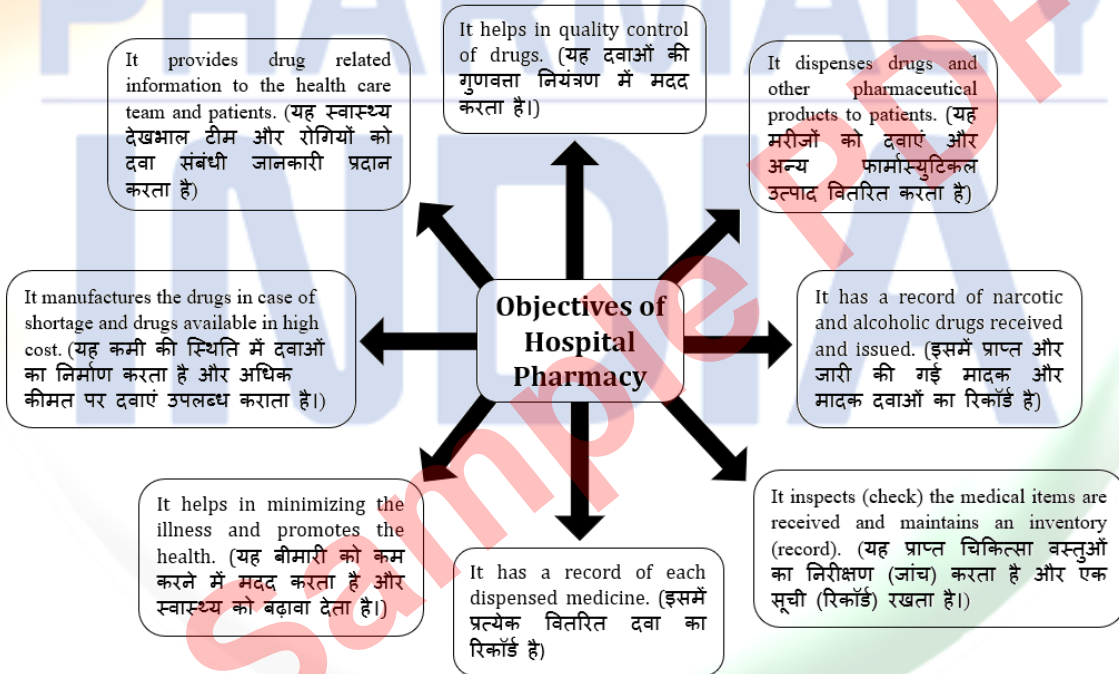 PHARMACY
INDIA
Sample PDF
It helps in quality control
of drugs. (यह दवाओं की
गुणवत्ता नियंत्रण में मदद
करता है।)
It provides drug related
information to the health care
team and patients. (यह स्वास्थ्य
देखभाल टीम और रोगियों को
दवा संबंधी जानकारी प्रदान
करता है)
It dispenses drugs and
other pharmaceutical
products to patients. (यह
मरीजों को दवाएं और
अन्य फार्मास्युटिकल
उत्पाद वितरित करता है)
It manufactures the drugs in case of
shortage and drugs available in high
cost. (यह कमी की स्थिति में दवाओं
का निर्माण करता है और अधिक
कीमत पर दवाएं उपलब्ध कराता है।)
Objectives of
Hospital
Pharmacy
It has a record of narcotic
and alcoholic drugs received
and issued. (इसमें प्राप्त और
जारी की गई मादक और
मादक दवाओं का रिकॉर्ड है)
It helps in minimizing the
illness and promotes the
health. (यह बीमारी को कम
करने में मदद करता है और
स्वास्थ्य को बढ़ावा देता है।)
It has a record of each
dispensed medicine. (इसमें
प्रत्येक वितरित दवा का
रिकॉर्ड है)
It inspects (check) the medical items are
received and maintains an inventory
(record). (यह प्राप्त चिकित्सा वस्तुओं
का निरीक्षण (जांच) करता है और एक
सूची (रिकॉर्ड) रखता है।)